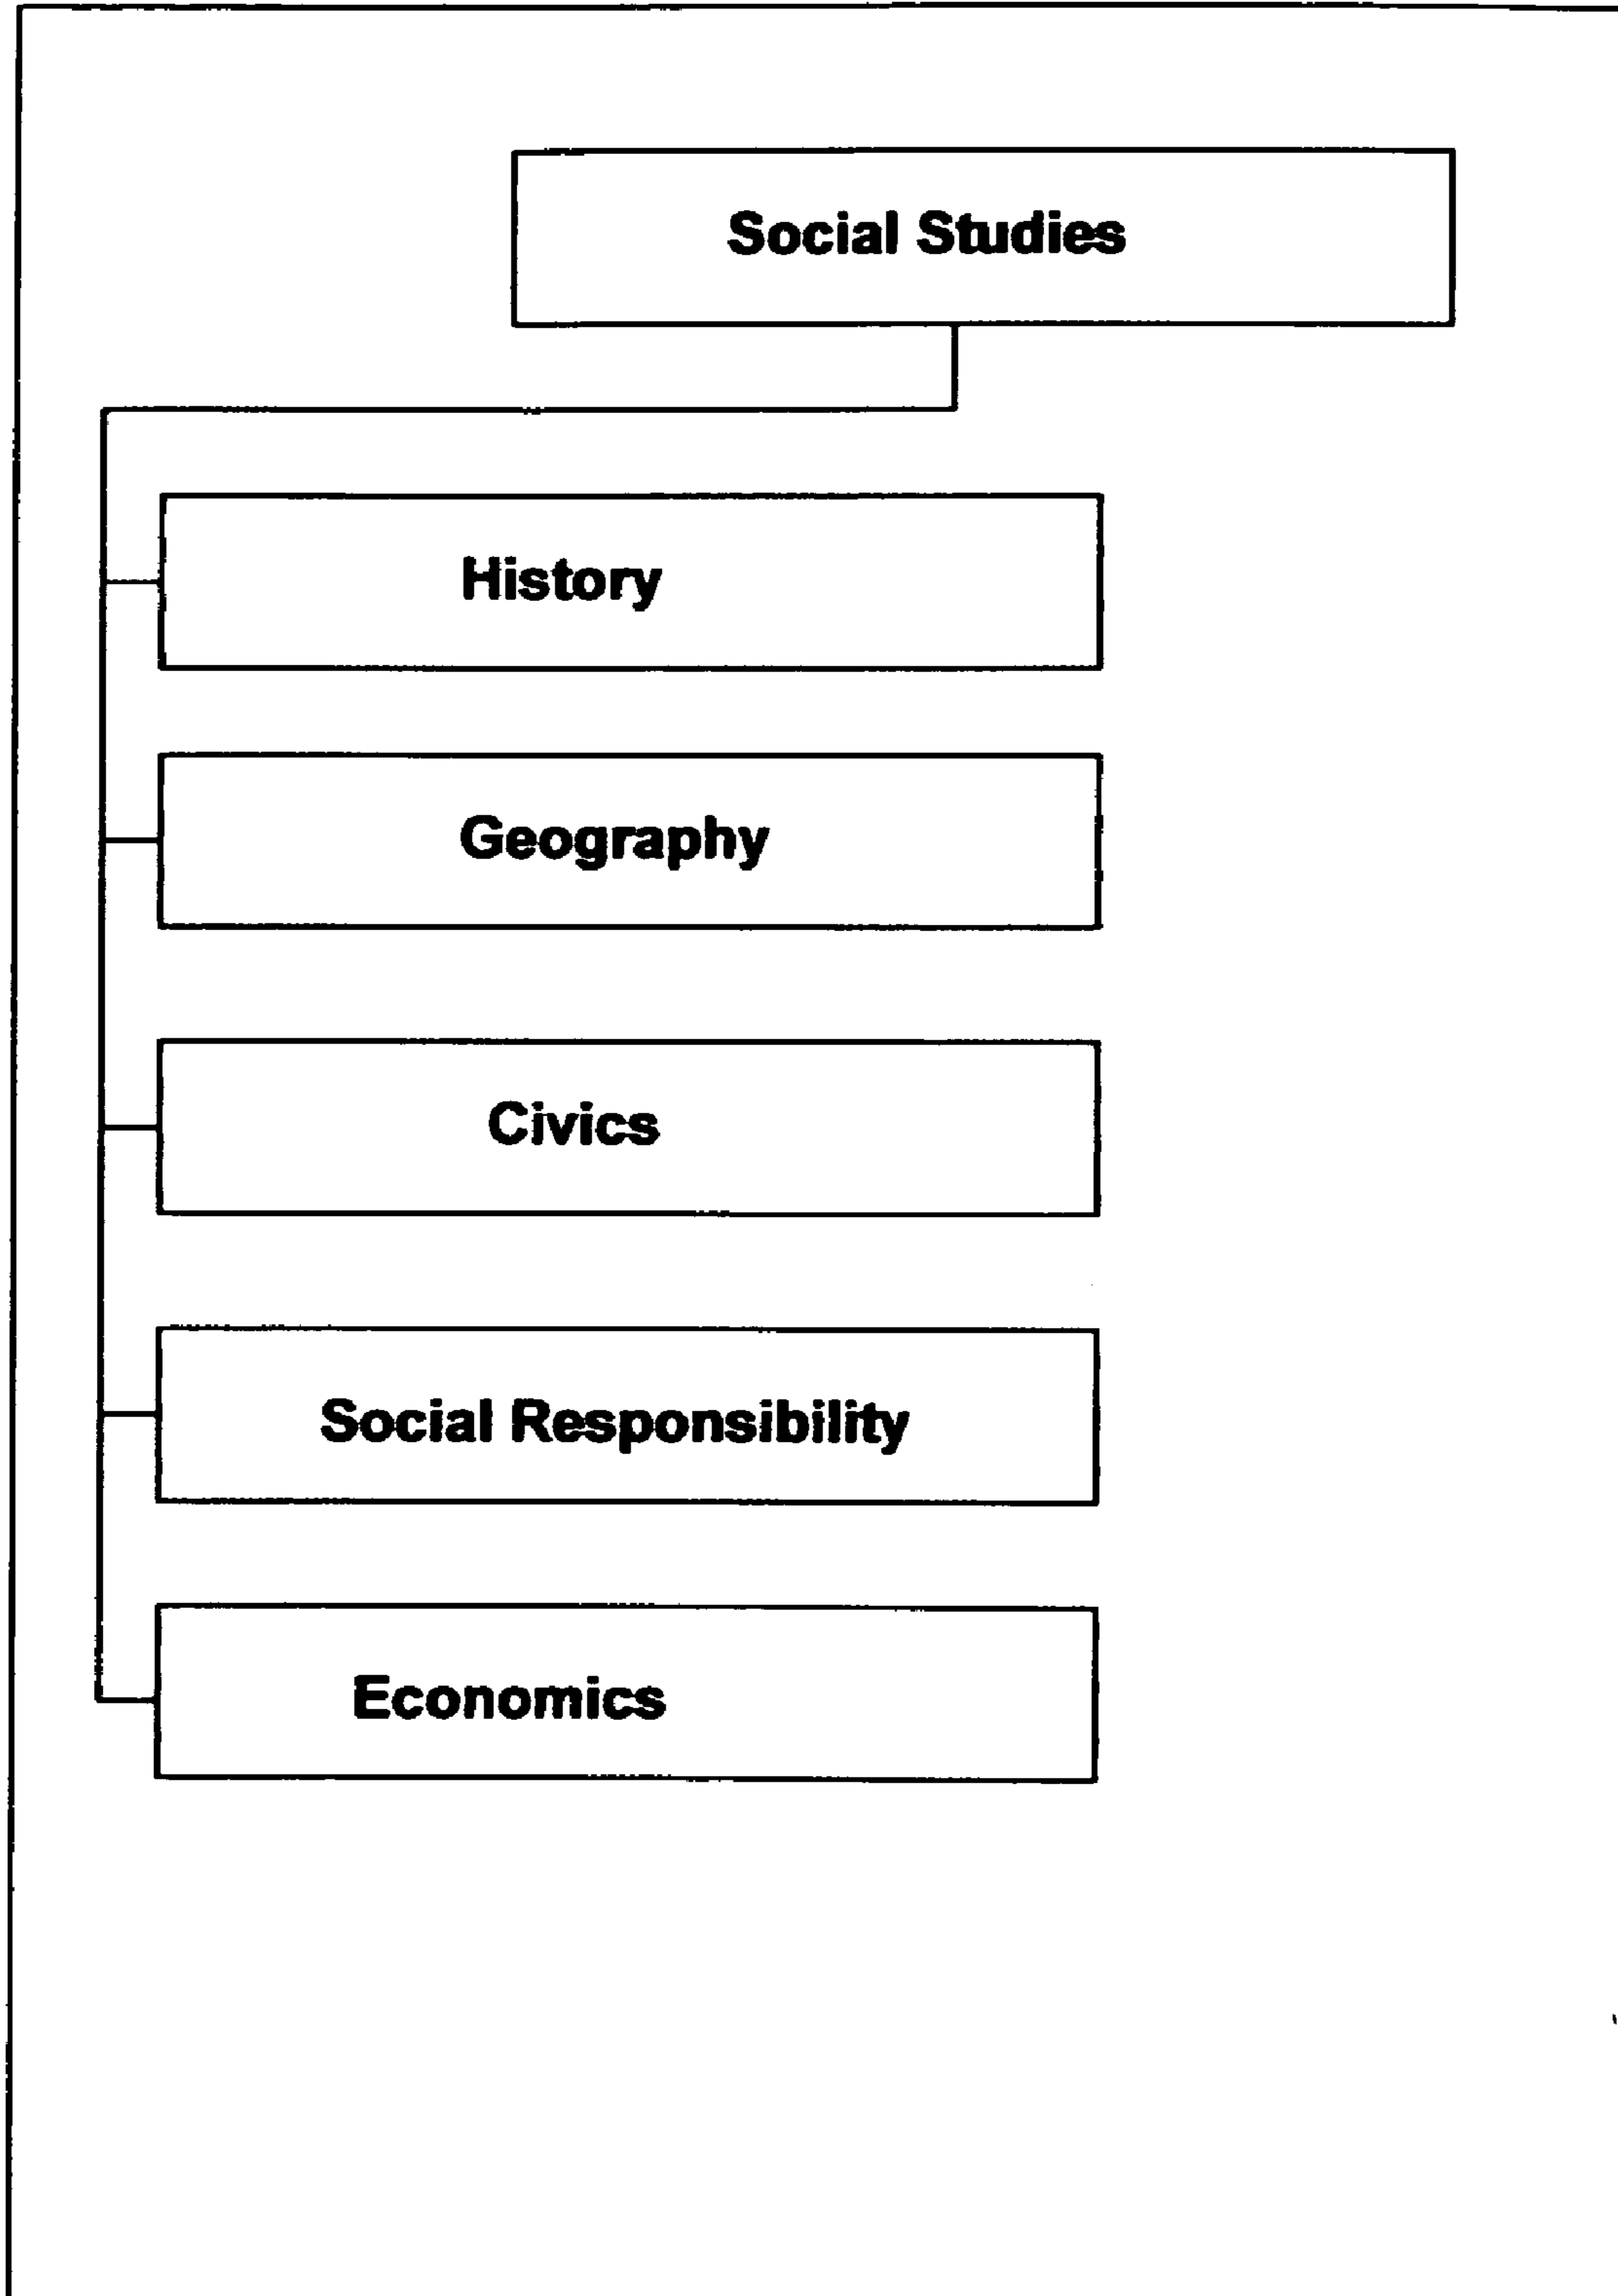 Social Studies
History
Geography
Civics
Social Responsibility
Economics